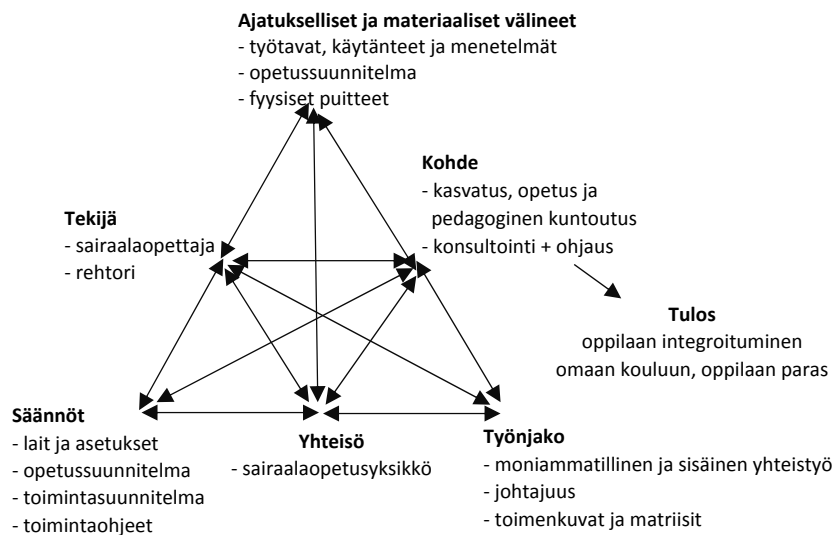 Ajatukselliset ja materiaaliset välineet
- työtavat, käytänteet ja menetelmät
- opetussuunnitelma
- fyysiset puitteet
Kohde
- kasvatus, opetus ja
pedagoginen kuntoutus
- konsultointi + ohjaus
Tekijä
- sairaalaopettaja
- rehtori
Tulos
oppilaan integroituminen
omaan kouluun, oppilaan paras
Säännöt
- lait ja asetukset
- opetussuunnitelma
- toimintasuunnitelma
- toimintaohjeet
Yhteisö
- sairaalaopetusyksikkö
Työnjako
- moniammatillinen ja sisäinen yhteistyö
- johtajuus
- toimenkuvat ja matriisit